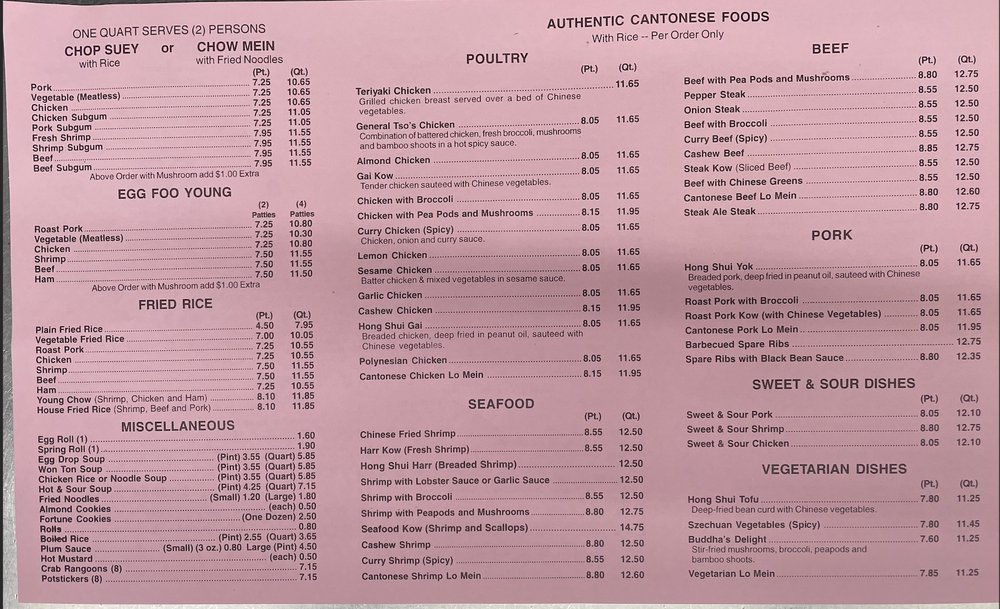 ONE QUART SERVES (2) PERSONS
CHOP SUEY or CHOW MEIN
with Rice with Fried Noodles
(Pt.) (Qt.)
Pork 7.25 10.65
Vegetable (Meatless) 7.25 10.65
Chicken 7.25 10.65
Chicken Subgum 7.25 11.05
Pork Subgum 7.25 11.05
Fresh Shrimp 7.95 11.55
Shrimp Subgum 7.95 11.55
Beef 7.95 11.55
Beef Subgum 7.95 11.55
Above Order with Mushroom add $1.00 Extra
EGG FOO YOUNG
(2) (4)
Patties Patties
Roast Pork 7.25 10.80
Vegetable (Meatless) 7.25 10.30
Chicken 7.25 10.80
Shrimp 7.50 11.55
Beef 7.50 11.55
Ham 7.50 11.50
Above Order with Mushroom add $1.00 Extra
FRIED RICE
(Pt.) (Qt.)
Plain Fried Rice 4.50 7.95
Vegetable Fried Rice 7.00 10.05
Roast Pork 7.25 10.55
Chicken 7.25 10.55
Shrimp 7.50 11.55
Beef 7.50 11.55
Ham 7.25 10.55
Young Chow (Shrimp, Chicken and Ham) 8.10 11.85
House Fried Rice (Shrimp, Beef and Pork) 8.10 11.85
MISCELLANEOUS
Egg Roll (1) 1.60
Spring Roll (1) 1.90
Egg Drop Soup (Pint) 3.55 (Quart) 5.85
Won Ton Soup (Pint) 3.55 (Quart) 5.85
Chicken Rice or Noodle Soup (Pint) 3.55 (Quart) 5.85
Hot & Sour Soup (Pint) 4.25 (Quart) 7.15
Fried Noodles (Small) 1.20 (Large) 1.80
Almond Cookies (each) 0.50
Fortune Cookies (One Dozen) 2.50
Rolls 0.80
Boiled Rice (Pint) 2.55 (Quart) 3.65
Plum Sauce (Small) (3 oz.) 0.80 Large (Pint) 4.50
Hot Mustard (each) 0.50
Crab Rangoons (8) 7.15
Potstickers (8) 7.15
AUTHENTIC CANTONESE FOODS
With Rice -- Per Order Only
POULTRY
(Pt.) (Qt.)
Teriyaki Chicken 11.65
Grilled chicken breast served over a bed of Chinese
vegetables.
General Tso's Chicken 8.05 11.65
Combination of battered chicken, fresh broccoli, mushrooms
and bamboo shoots in a hot spicy sauce.
Almond Chicken 8.05 11.65
Gai Kow 8.05 11.65
Tender chicken sauteed with Chinese vegetables.
Chicken with Broccoli 8.05 11.65
Chicken with Pea Pods and Mushrooms 8.15 11.95
Curry Chicken (Spicy) 8.05 11.65
Chicken, onion and curry sauce.
Lemon Chicken 8.05 11.65
Sesame Chicken 8.05 11.65
Batter chicken & mixed vegetables in sesame sauce.
Garlic Chicken 8.05 11.65
Cashew Chicken 8.15 11.95
Hong Shui Gai 8.05 11.65
Breaded chicken, deep fried in peanut oil, sauteed with
Chinese vegetables.
Polynesian Chicken 8.05 11.65
Cantonese Chicken Lo Mein 8.15 11.95
SEAFOOD
(Pt.) (Qt.)
Chinese Fried Shrimp 8.55 12.50
Harr Kow (Fresh Shrimp) 8.55 12.50
Hong Shui Harr (Breaded Shrimp) 12.50
Shrimp with Lobster Sauce or Garlic Sauce 12.50
Shrimp with Broccoli 8.55 12.50
Shrimp with Peapods and Mushrooms 8.80 12.75
Seafood Kow (Shrimp and Scallops) 14.75
Cashew Shrimp 8.80 12.50
Curry Shrimp (Spicy) 8.55 12.50
Cantonese Shrimp Lo Mein 8.80 12.60
BEEF
(Pt.) (Qt.)
Beef with Pea Pods and Mushrooms 8.80 12.75
Pepper Steak 8.55 12.50
Onion Steak 8.55 12.50
Beef with Broccoli 8.55 12.50
Curry Beef (Spicy) 8.55 12.50
Cashew Beef 8.85 12.75
Steak Kow (Sliced Beef) 8.55 12.50
Beef with Chinese Greens 8.55 12.50
Cantonese Beef Lo Mein 8.80 12.60
Steak Ale Steak 8.80 12.75
PORK
(Pt.) (Qt.)
Hong Shui Yok 8.05 11.65
Breaded pork, deep fried in peanut oil, sauteed with Chinese
vegetables.
Roast Pork with Broccoli 8.05 11.65
Roast Pork Kow (with Chinese Vegetables) 8.05 11.65
Cantonese Pork Lo Mein 8.05 11.95
Barbecued Spare Ribs 12.75
Spare Ribs with Black Bean Sauce 8.80 12.35
SWEET & SOUR DISHES
(Pt.) (Qt.)
Sweet & Sour Pork 8.05 12.10
Sweet & Sour Shrimp 8.80 12.75
Sweet & Sour Chicken 8.05 12.10
VEGETARIAN DISHES
(Pt.) (Qt.)
Hong Shui Tofu 7.80 11.25
Deep-fried bean curd with Chinese vegetables.
Szechuan Vegetables (Spicy) 7.80 11.45
Buddha's Delight 7.60 11.25
Stir-fried mushrooms, broccoli, peapods and
bamboo shoots.
Vegetarian Lo Mein 7.85 11.25